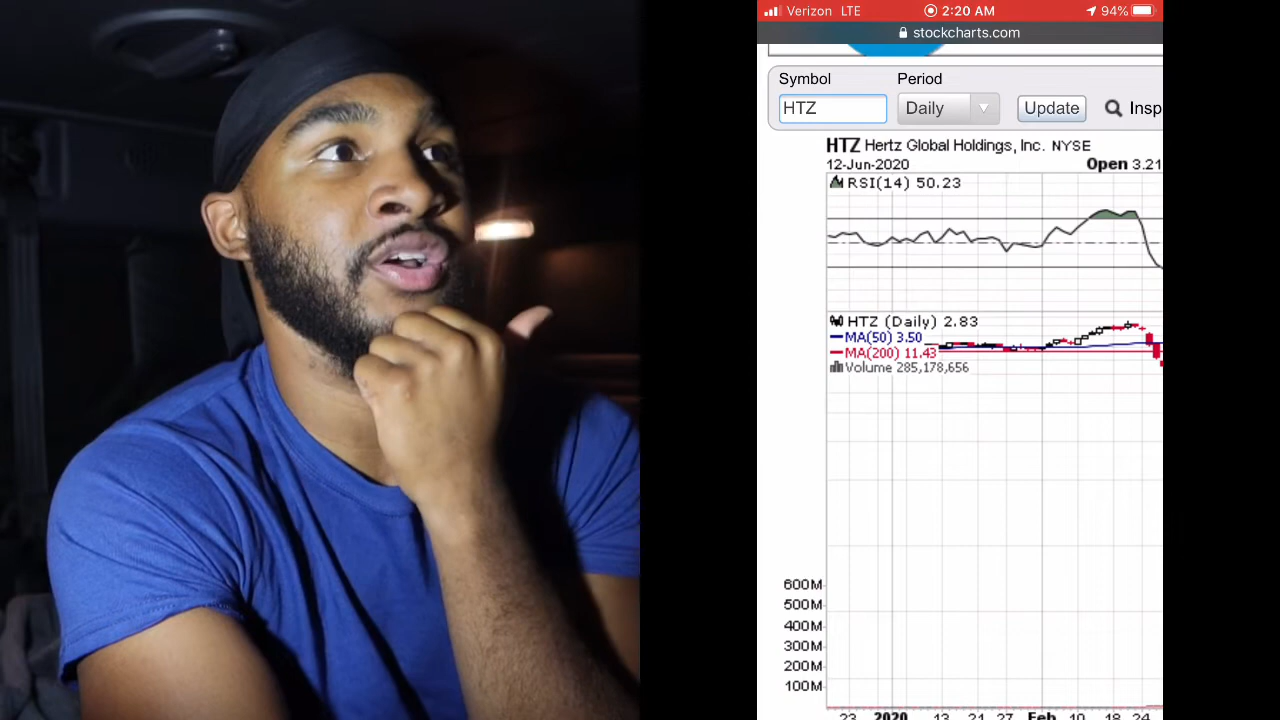 Verizon LTE 2:20 AM 94%
stockcharts.com
Symbol Period
HTZ Daily Update Insp
HTZ Hertz Global Holdings, Inc. NYSE
12-Jun-2020 Open 3.21
RSI(14) 50.23
HTZ (Daily) 2.83
MA(50) 3.50
MA(200) 11.43
Volume 285,178,656
600M
500M
400M
300M
200M
100M
23 2020 13 21 27 Feb 10 18 24